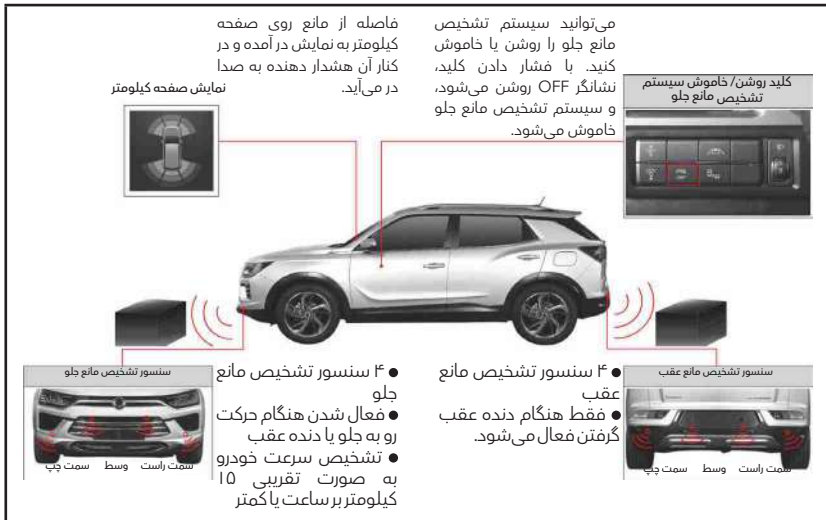 می‌توانید سیستم تشخیص
مانع جلو را روشن یا خاموش
کنید. با فشار دادن کلید،
نشانگر OFF روشن می‌شود،
و سیستم تشخیص مانع جلو
خاموش می‌شود.
فاصله از مانع روی صفحه
کیلومتر به نمایش در آمده و در
کنار آن هشدار دهنده به صدا
در می‌آید.
نمایش صفحه کیلومتر
کلید روشن/ خاموش سیستم
تشخیص مانع جلو
سنسور تشخیص مانع عقب
سمت راست وسط سمت چپ
● ۴ سنسور تشخیص مانع
عقب
● فقط هنگام دنده عقب
گرفتن فعال می‌شود.
● ۴ سنسور تشخیص مانع
جلو
● فعال شدن هنگام حرکت
رو به جلو یا دنده عقب
● تشخیص سرعت خودرو
به صورت تقریبی ۱۵
کیلومتر بر ساعت یا کمتر
سنسور تشخیص مانع جلو
سمت راست وسط سمت چپ